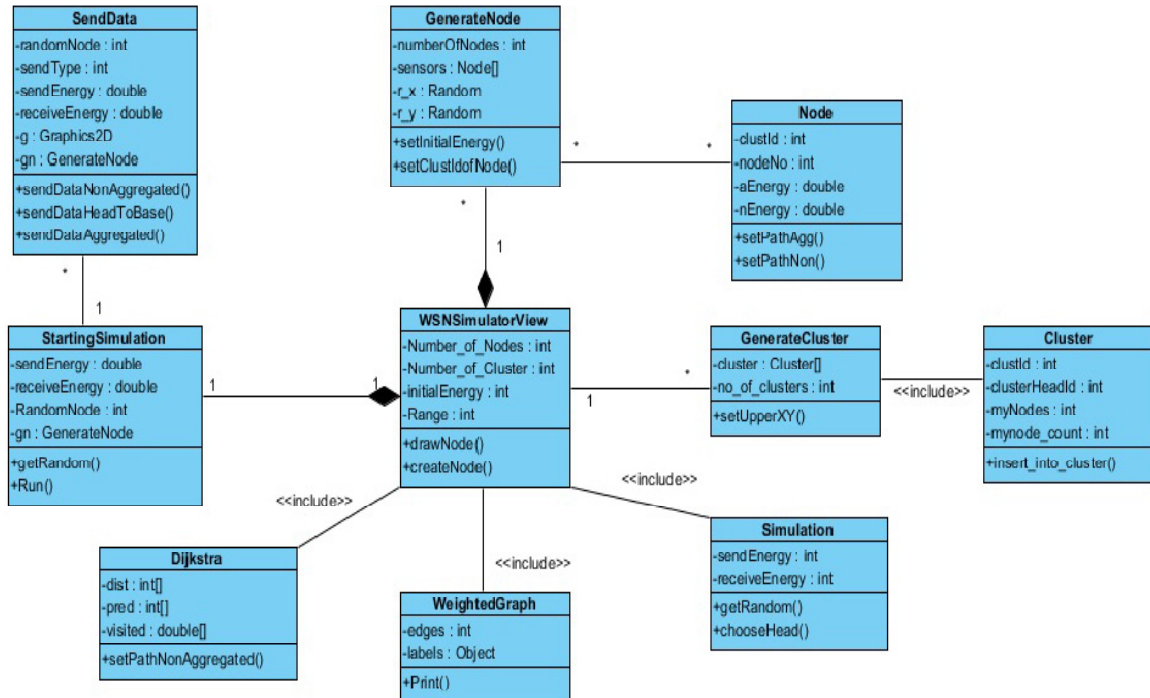 SendData
-randomNode : int
-sendType : int
-sendEnergy : double
-receiveEnergy : double
-g : Graphics2D
-gn : GenerateNode
+sendDataNonAggregated()
+sendDataHeadToBase()
+sendDataAggregated()
GenerateNode
-numberOfNodes : int
-sensors : Node[]
-r_x : Random
-r_y : Random
+setInitialEnergy()
+setClustIdofNode()
Node
-clustId : int
-nodeNo : int
-aEnergy : double
-nEnergy : double
+setPathAgg()
+setPathNon()
*
*
*
1
*
1
StartingSimulation
-sendEnergy : double
-receiveEnergy : double
-RandomNode : int
-gn : GenerateNode
+getRandom()
+Run()
1
1
WSNSimulatorView
-Number_of_Nodes : int
-Number_of_Cluster : int
-initialEnergy : int
-Range : int
+drawNode()
+createNode()
*
1
GenerateCluster
-cluster : Cluster[]
-no_of_clusters : int
+setUpperXY()
<<include>>
Cluster
-clustId : int
-clusterHeadId : int
-myNodes : int
-mynode_count : int
+insert_into_cluster()
<<include>>
<<include>>
<<include>>
Dijkstra
-dist : int[]
-pred : int[]
-visited : double[]
+setPathNonAggregated()
WeightedGraph
-edges : int
-labels : Object
+Print()
Simulation
-sendEnergy : int
-receiveEnergy : int
+getRandom()
+chooseHead()